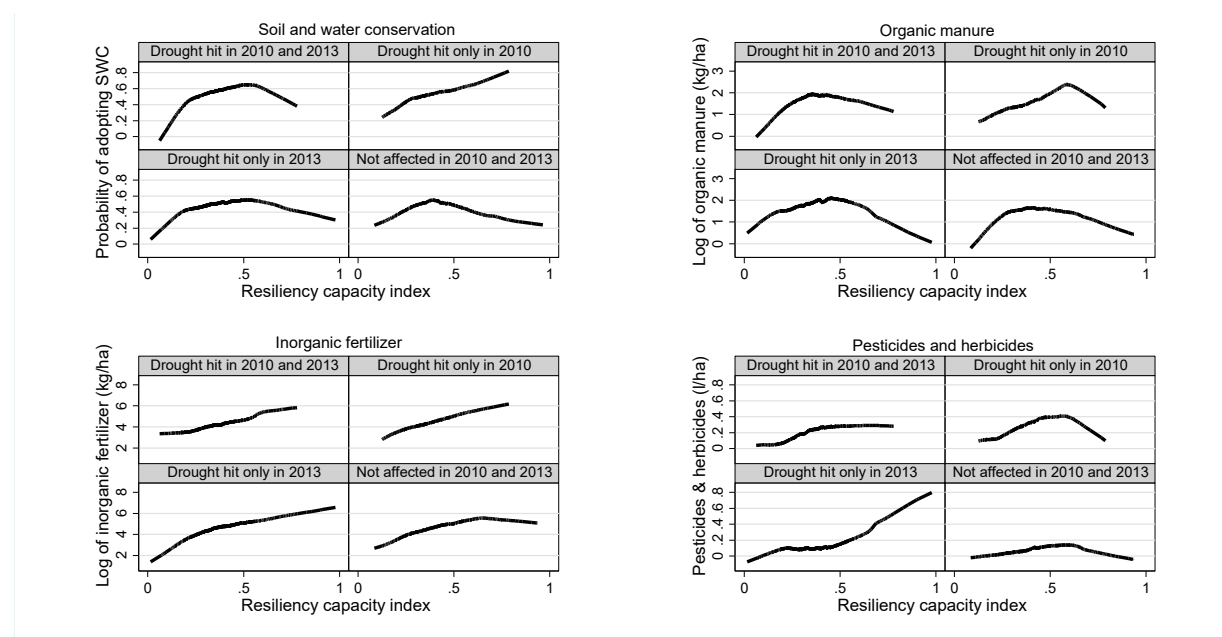 Soil and water conservation
Drought hit in 2010 and 2013 Drought hit only in 2010
Drought hit only in 2013 Not affected in 2010 and 2013
Probability of adopting SWC
0 .2 .4 .6 .8
0 .2 .4 .6 .8
0 .5 1 0 .5 1
Resiliency capacity index
Organic manure
Drought hit in 2010 and 2013 Drought hit only in 2010
Drought hit only in 2013 Not affected in 2010 and 2013
Log of organic manure (kg/ha)
0 1 2 3
0 1 2 3
0 .5 1 0 .5 1
Resiliency capacity index
Inorganic fertilizer
Drought hit in 2010 and 2013 Drought hit only in 2010
Drought hit only in 2013 Not affected in 2010 and 2013
Log of inorganic fertilizer (kg/ha)
2 4 6 8
2 4 6 8
0 .5 1 0 .5 1
Resiliency capacity index
Pesticides and herbicides
Drought hit in 2010 and 2013 Drought hit only in 2010
Drought hit only in 2013 Not affected in 2010 and 2013
Pesticides & herbicides (l/ha)
0 .2 .4 .6 .8
0 .2 .4 .6 .8
0 .5 1 0 .5 1
Resiliency capacity index